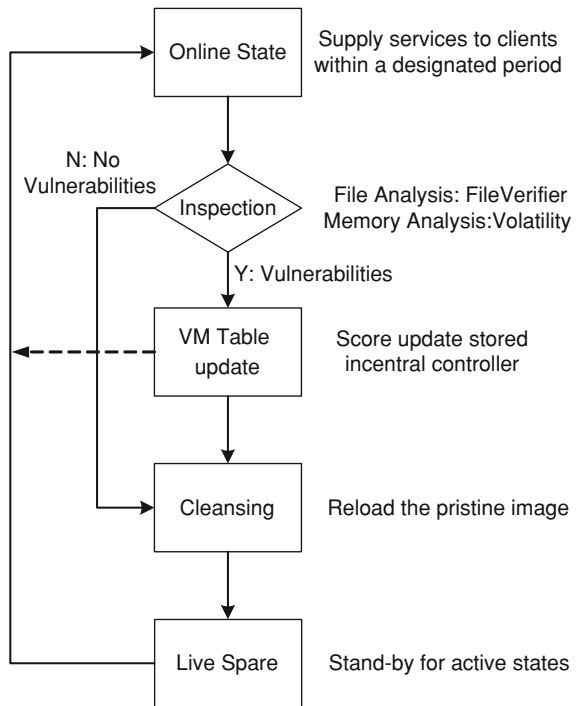 Online State
Supply services to clients
within a designated period
N: No
Vulnerabilities
Inspection
File Analysis: FileVerifier
Memory Analysis:Volatility
Y: Vulnerabilities
VM Table
update
Score update stored
incentral controller
Cleansing
Reload the pristine image
Live Spare
Stand-by for active states